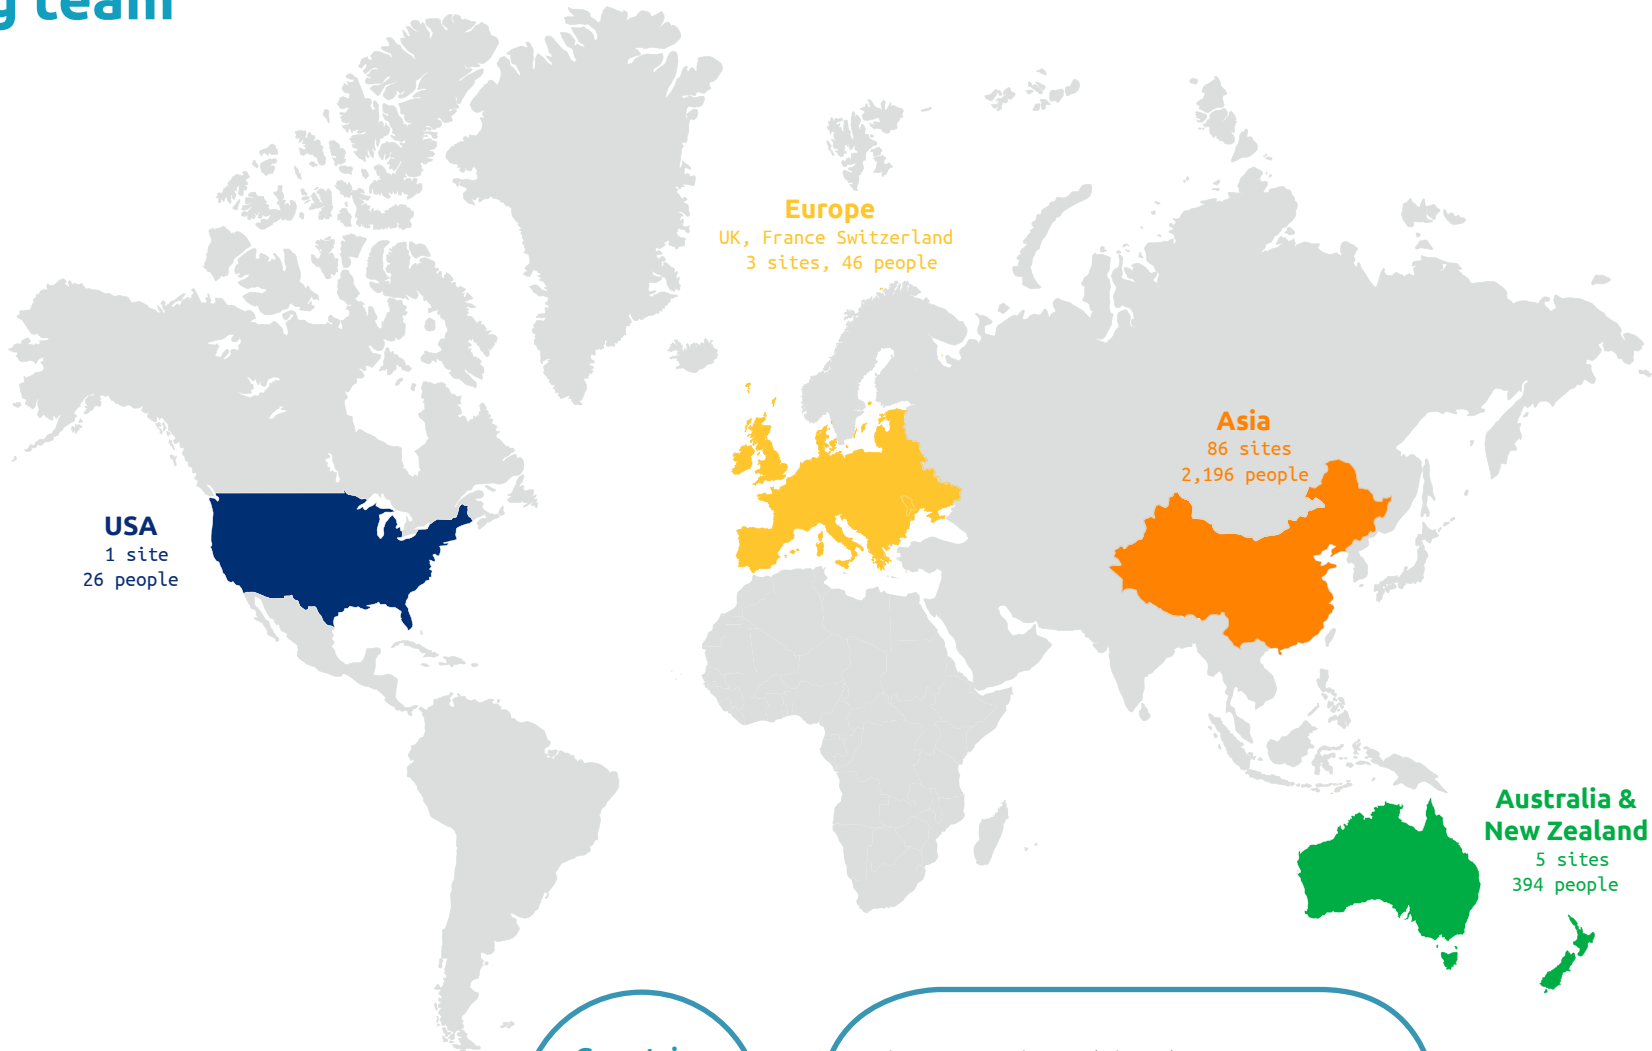 team
Europe
UK, France Switzerland
3 sites, 46 people
Asia
86 sites
2,196 people
USA
1 site
26 people
Australia &
New Zealand
5 sites
394 people